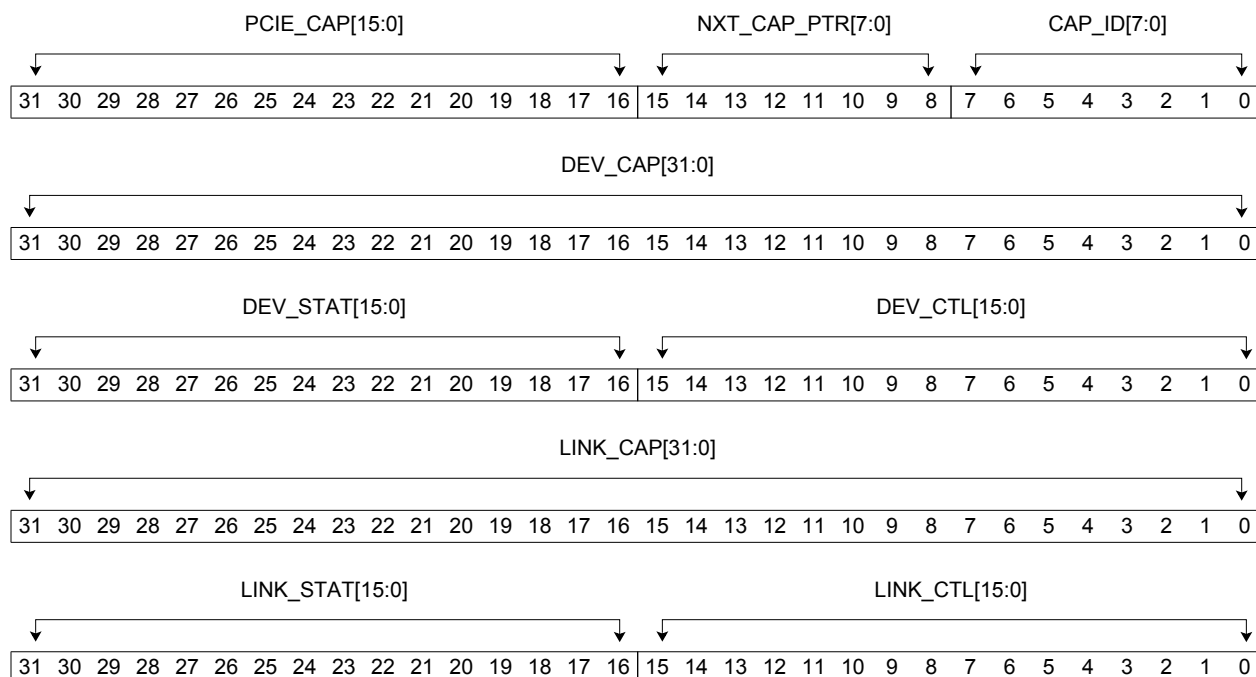 PCIE_CAP[15:0] NXT_CAP_PTR[7:0] CAP_ID[7:0]
31 30 29 28 27 26 25 24 23 22 21 20 19 18 17 16 15 14 13 12 11 10 9 8 7 6 5 4 3 2 1 0
DEV_CAP[31:0]
31 30 29 28 27 26 25 24 23 22 21 20 19 18 17 16 15 14 13 12 11 10 9 8 7 6 5 4 3 2 1 0
DEV_STAT[15:0] DEV_CTL[15:0]
31 30 29 28 27 26 25 24 23 22 21 20 19 18 17 16 15 14 13 12 11 10 9 8 7 6 5 4 3 2 1 0
LINK_CAP[31:0]
31 30 29 28 27 26 25 24 23 22 21 20 19 18 17 16 15 14 13 12 11 10 9 8 7 6 5 4 3 2 1 0
LINK_STAT[15:0] LINK_CTL[15:0]
31 30 29 28 27 26 25 24 23 22 21 20 19 18 17 16 15 14 13 12 11 10 9 8 7 6 5 4 3 2 1 0